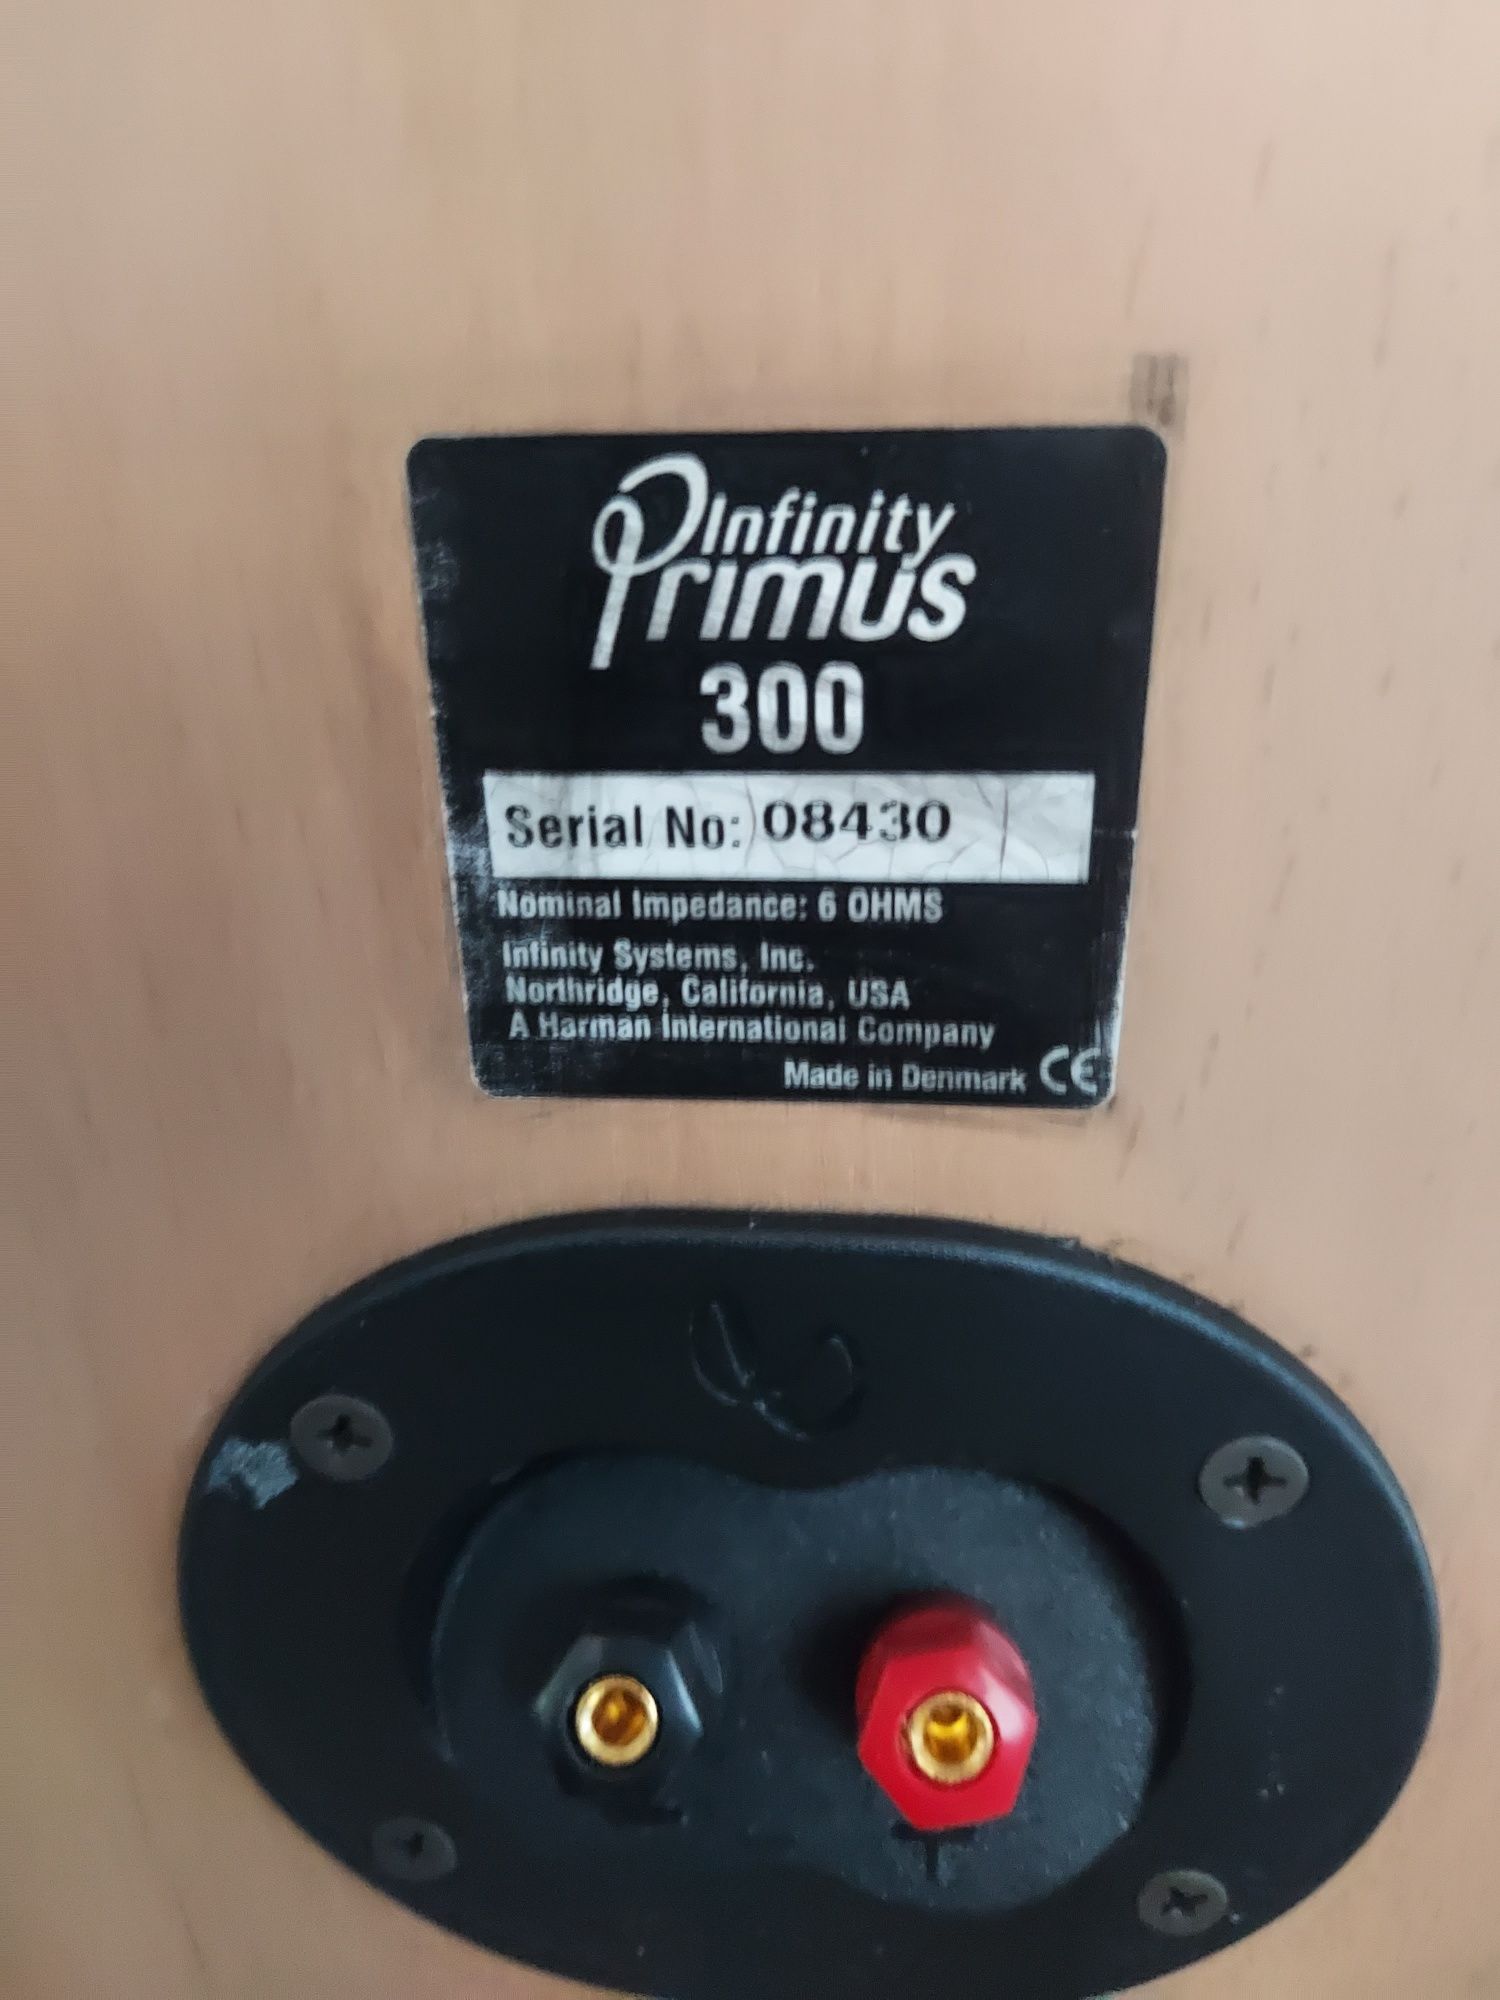 Infinity
Primus
300
Serial No: 08430
Nominal Impedance: 6 OHMS
Infinity Systems, Inc.
Northridge, California, USA
A Harman International Company
Made in Denmark CE